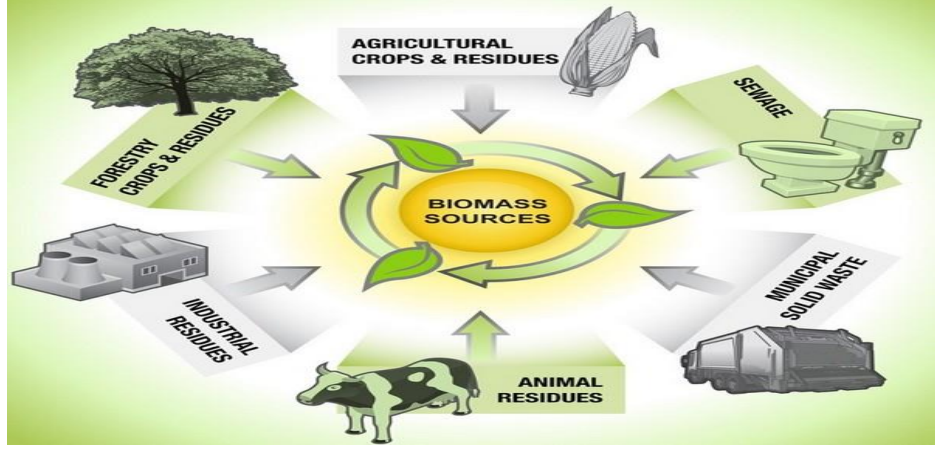 AGRICULTURAL
CROPS & RESIDUES
SEWAGE
MUNICIPAL
SOLID WASTE
ANIMAL
RESIDUES
INDUSTRIAL
RESIDUES
FORESTRY
CROPS & RESIDUES
BIOMASS
SOURCES